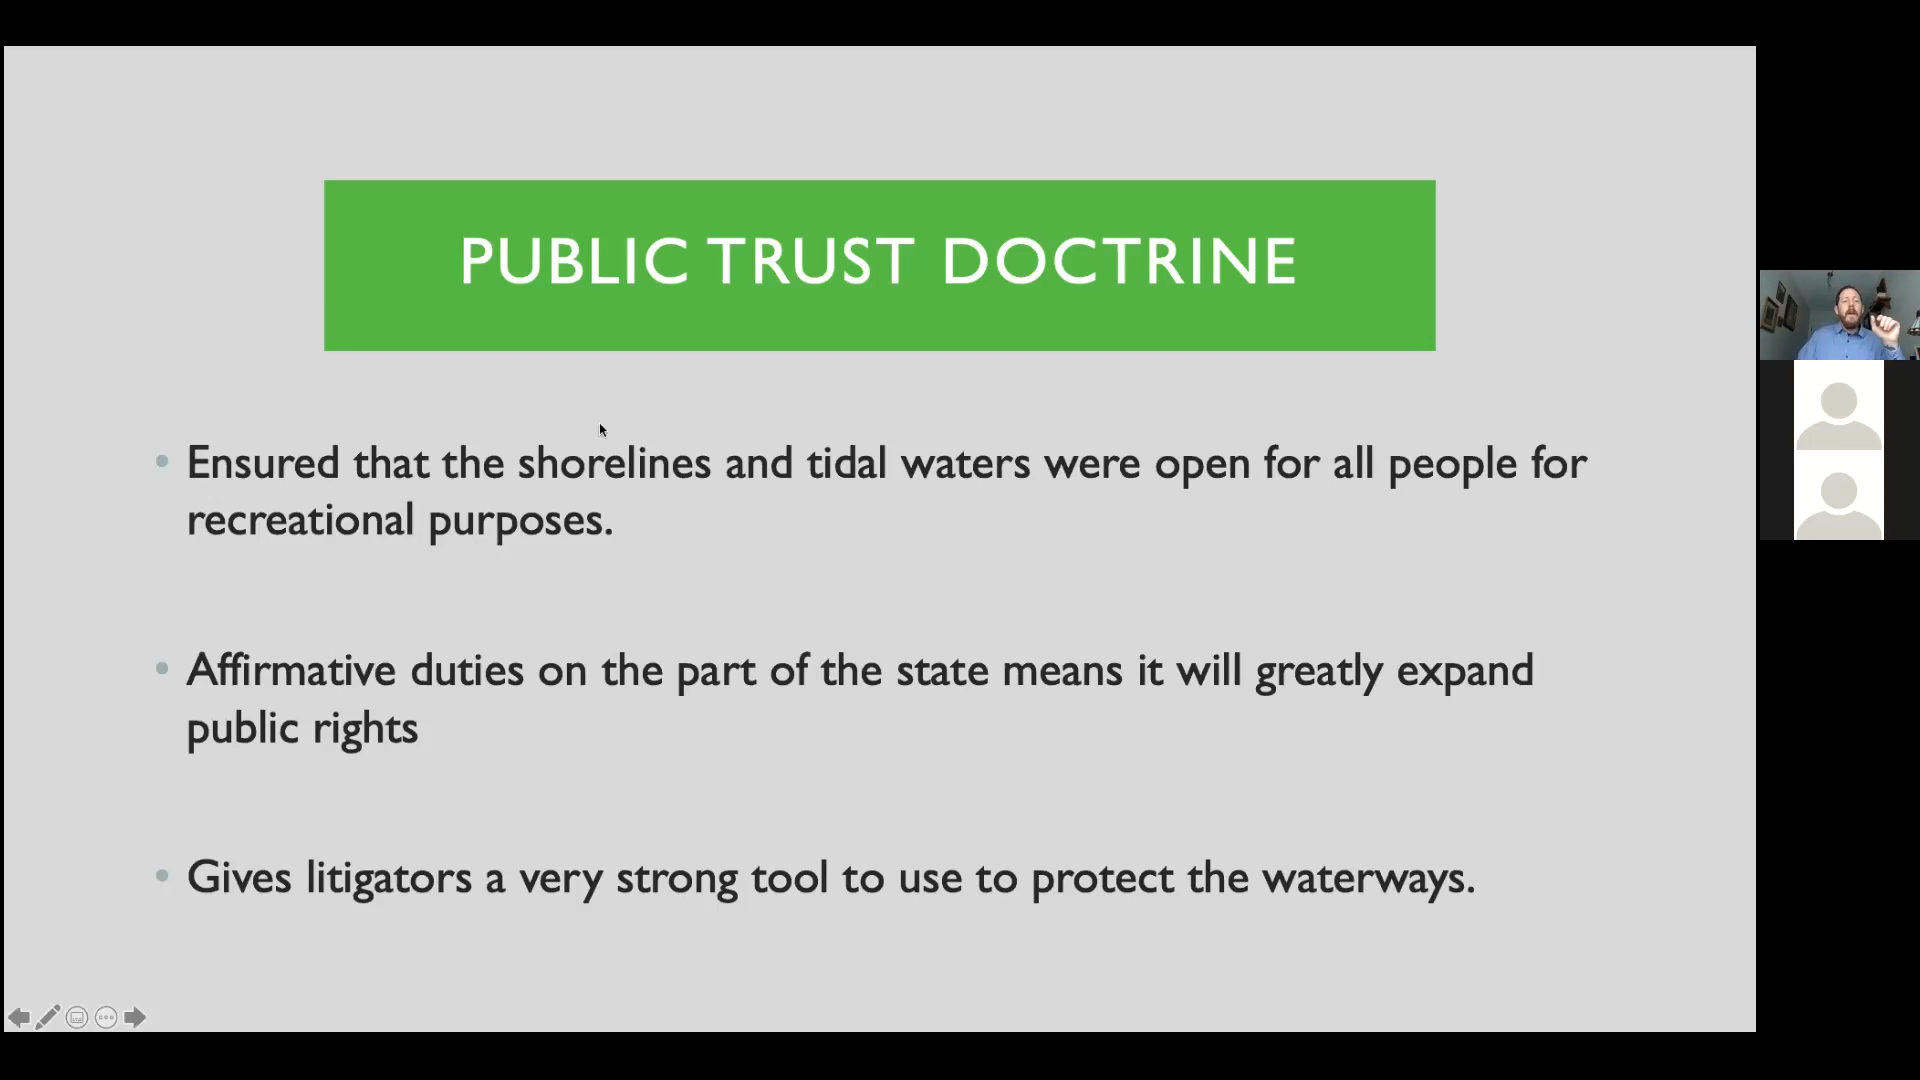 PUBLIC TRUST DOCTRINE
• Ensured that the shorelines and tidal waters were open for all people for
recreational purposes.
• Affirmative duties on the part of the state means it will greatly expand
public rights
• Gives litigators a very strong tool to use to protect the waterways.